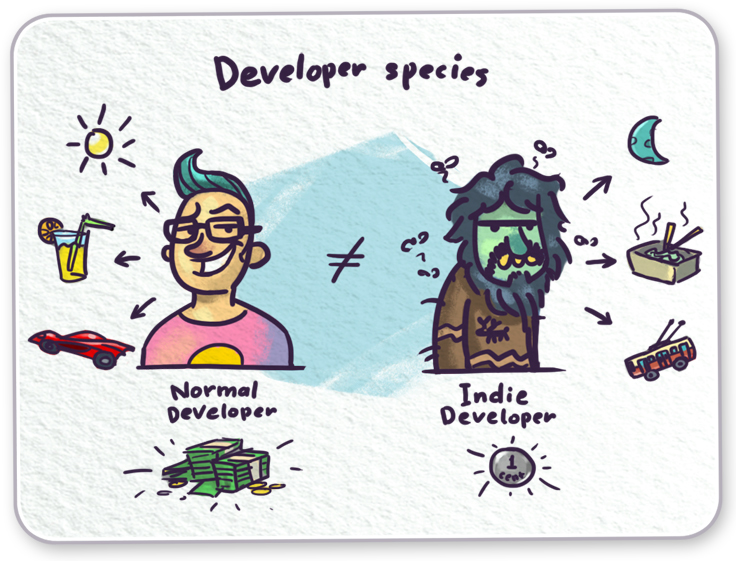 Developer species
≠
Normal
Developer
Indie
Developer
1
cent